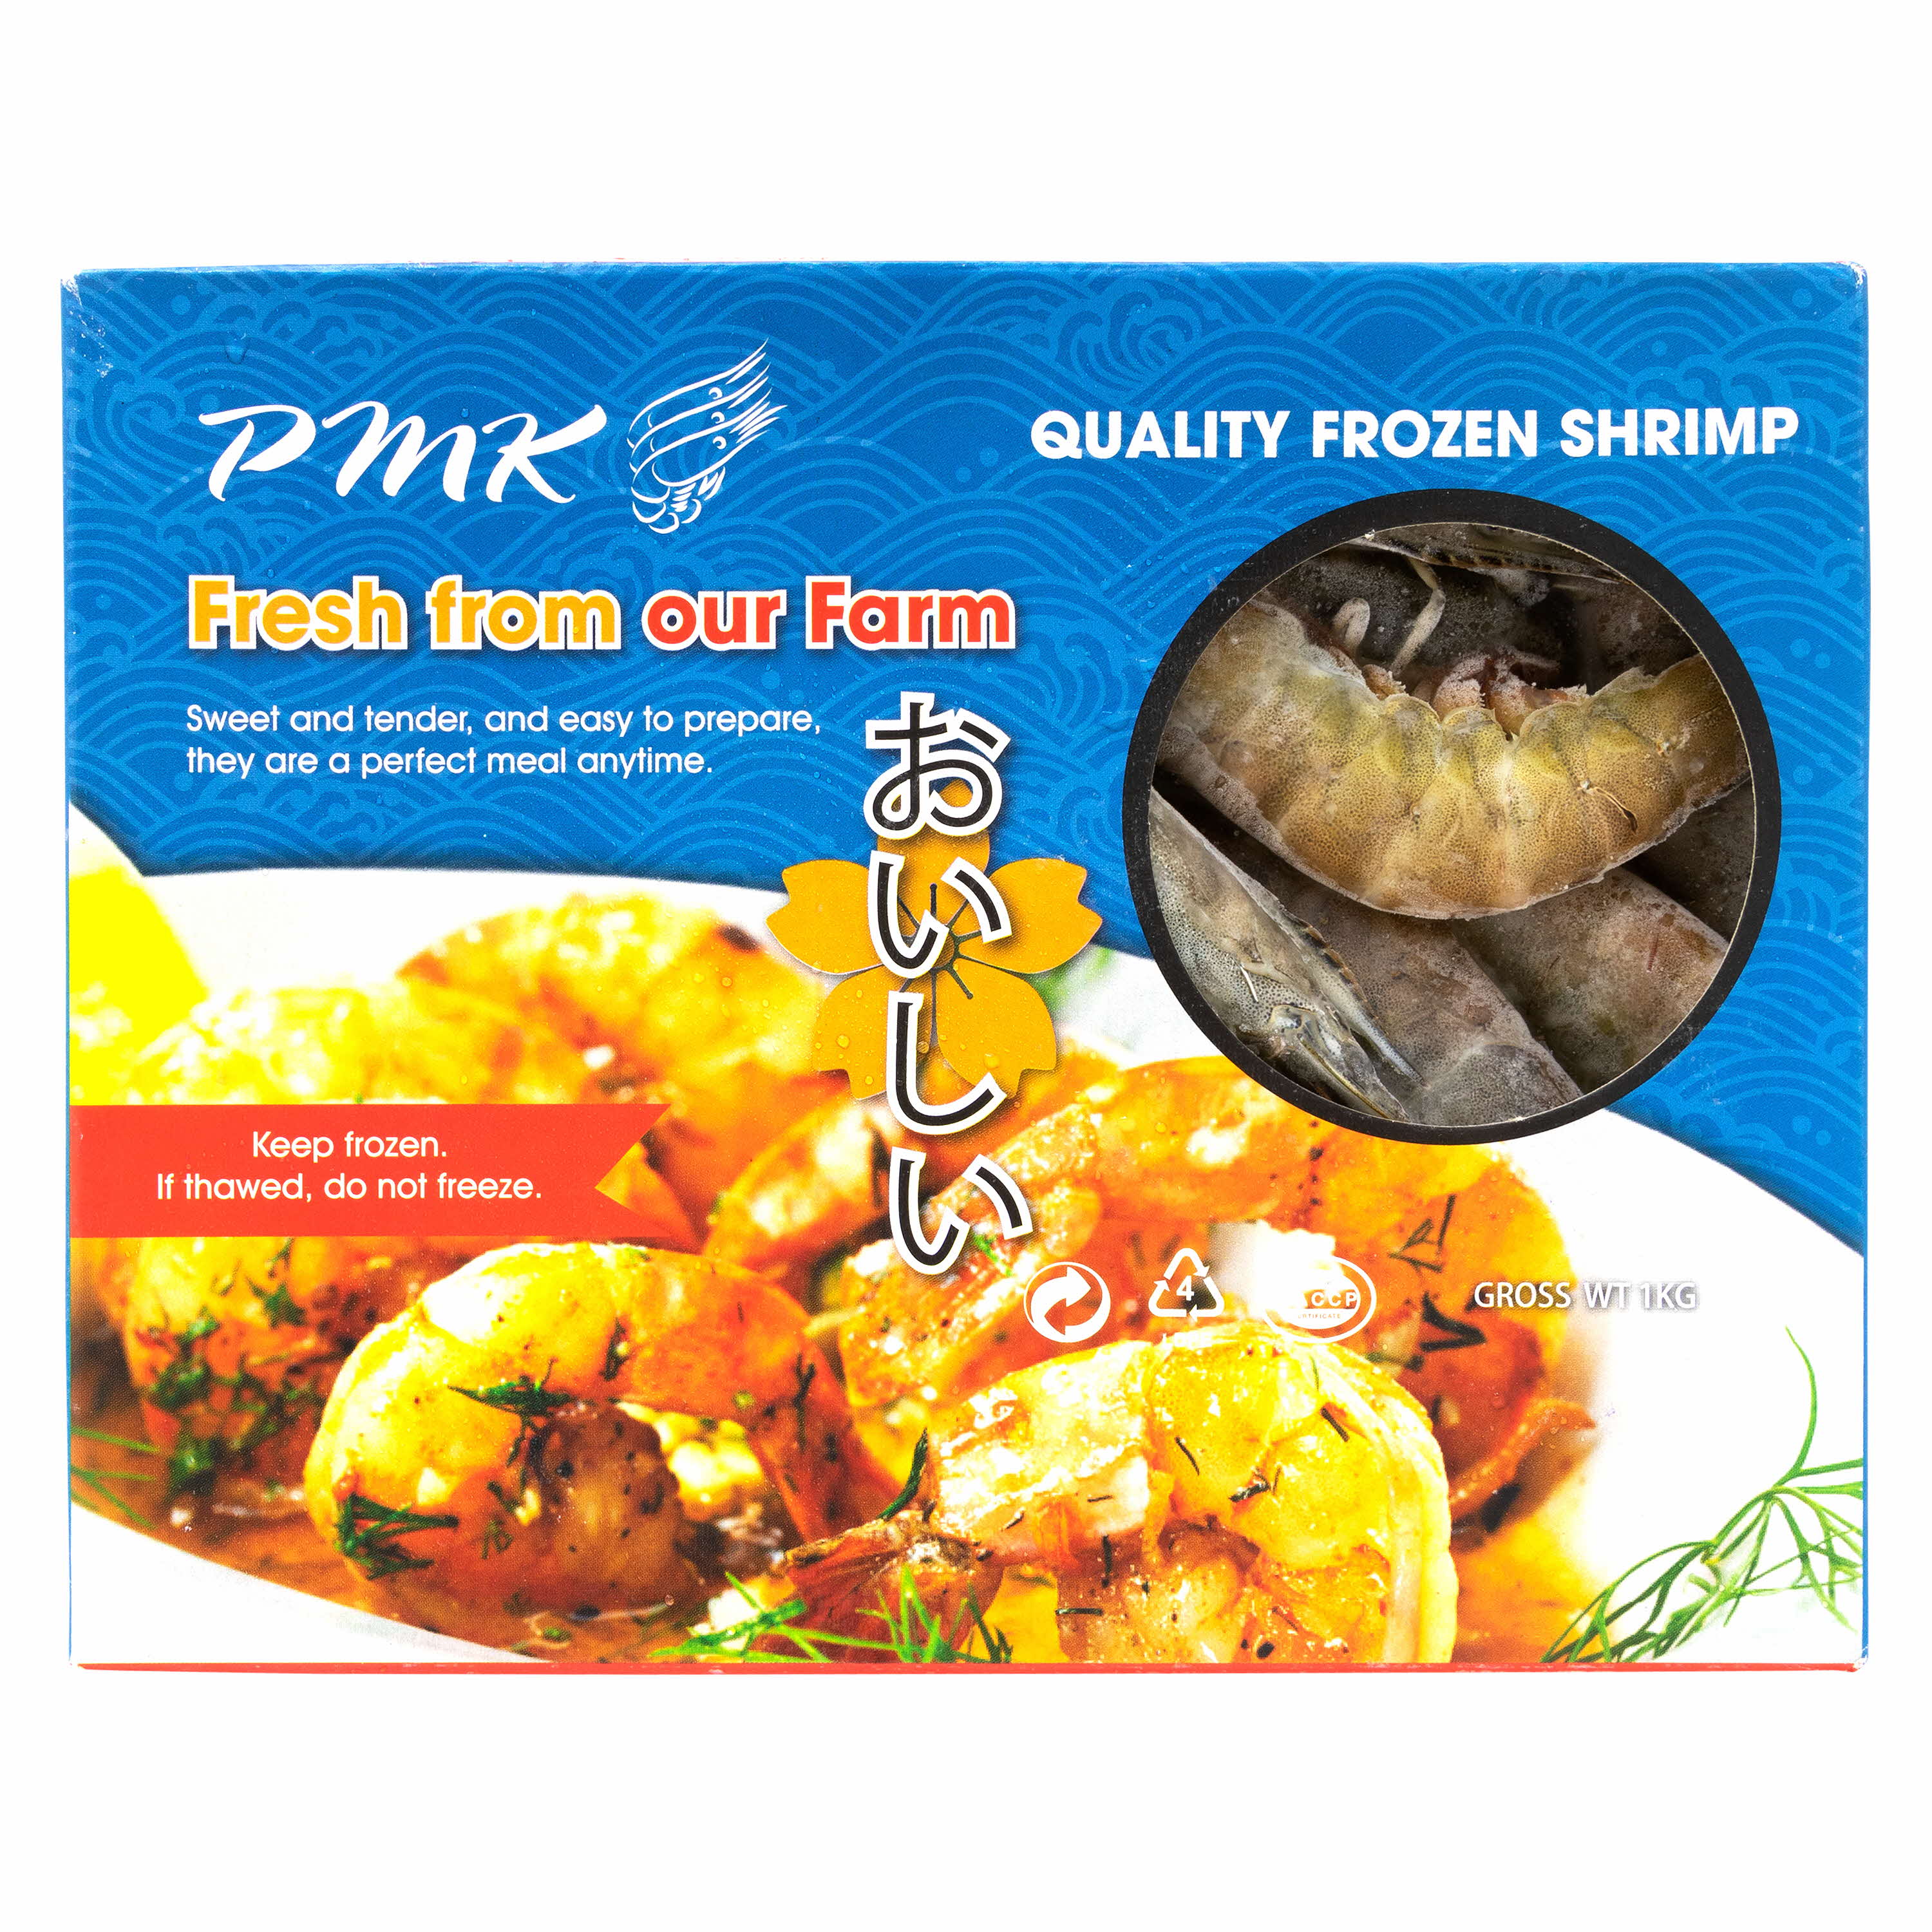 PMK
QUALITY FROZEN SHRIMP
Fresh from our Farm
Sweet and tender, and easy to prepare,
they are a perfect meal anytime.
おいしい
Keep frozen.
If thawed, do not freeze.
4
GROSS WT 1KG